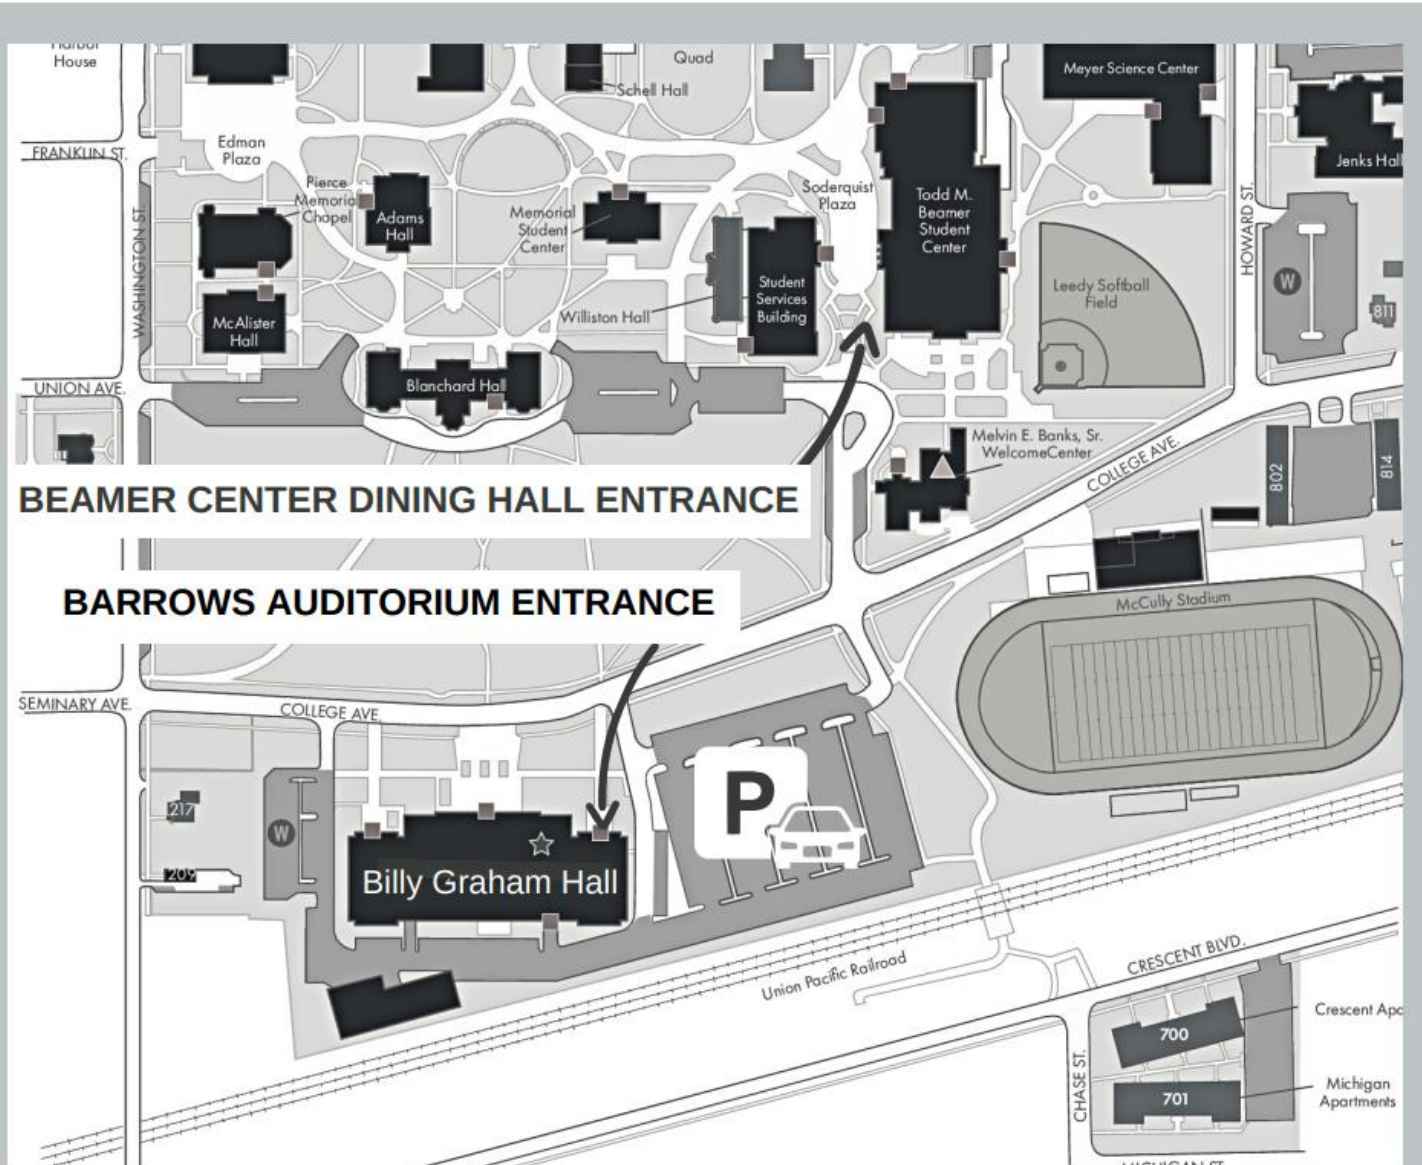 Harbor
House
Quad
Schell Hall
Meyer Science Center
Edman
Plaza
FRANKLIN ST.
Jenks Hall
Pierce
Memorial
Chapel
Adams
Hall
Memorial
Student
Center
Soderquist
Plaza
Todd M.
Beamer
Student
Center
WASHINGTON ST.
HOWARD ST.
W
Leedy Softball
Field
811
Student
Services
Building
Williston Hall
McAlister
Hall
UNION AVE.
Blanchard Hall
Melvin E. Banks, Sr.
WelcomeCenter
COLLEGE AVE.
802
814
BEAMER CENTER DINING HALL ENTRANCE
BARROWS AUDITORIUM ENTRANCE
McCully Stadium
SEMINARY AVE.
COLLEGE AVE.
P
217
W
209
Billy Graham Hall
Union Pacific Railroad
CRESCENT BLVD.
Crescent Apa
700
CHASE ST.
Michigan
Apartments
701
MICHIGAN ST.